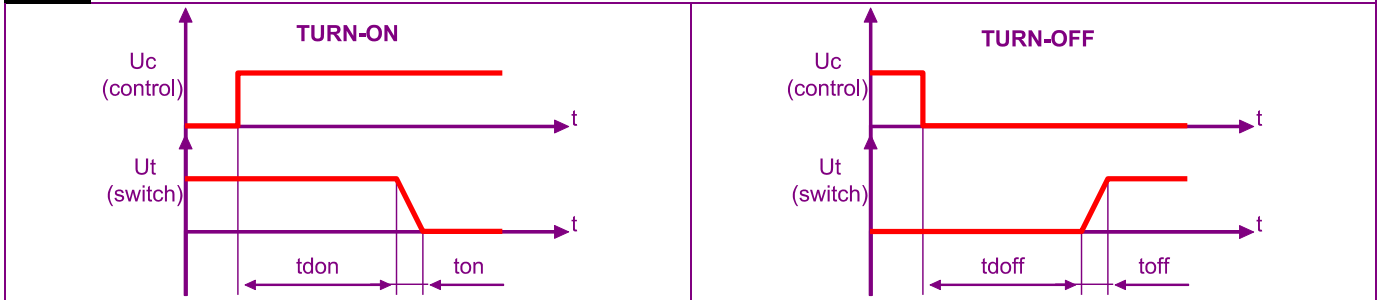 TURN-ON
Uc
(control)
t
Ut
(switch)
t
tdon
ton
TURN-OFF
Uc
(control)
t
Ut
(switch)
t
tdoff
toff